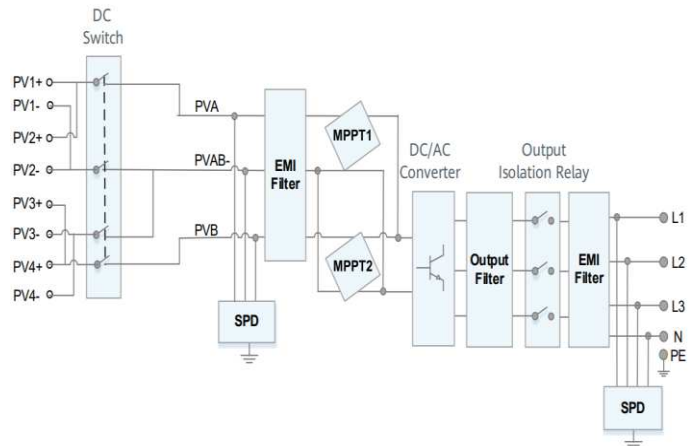 DC
Switch
PV1+
PV1-
PV2+
PV2-
PV3+
PV3-
PV4+
PV4-
PVA
PVAB-
PVB
EMI
Filter
SPD
MPPT1
MPPT2
DC/AC
Converter
Output
Filter
Output
Isolation Relay
EMI
Filter
L1
L2
L3
N
PE
SPD